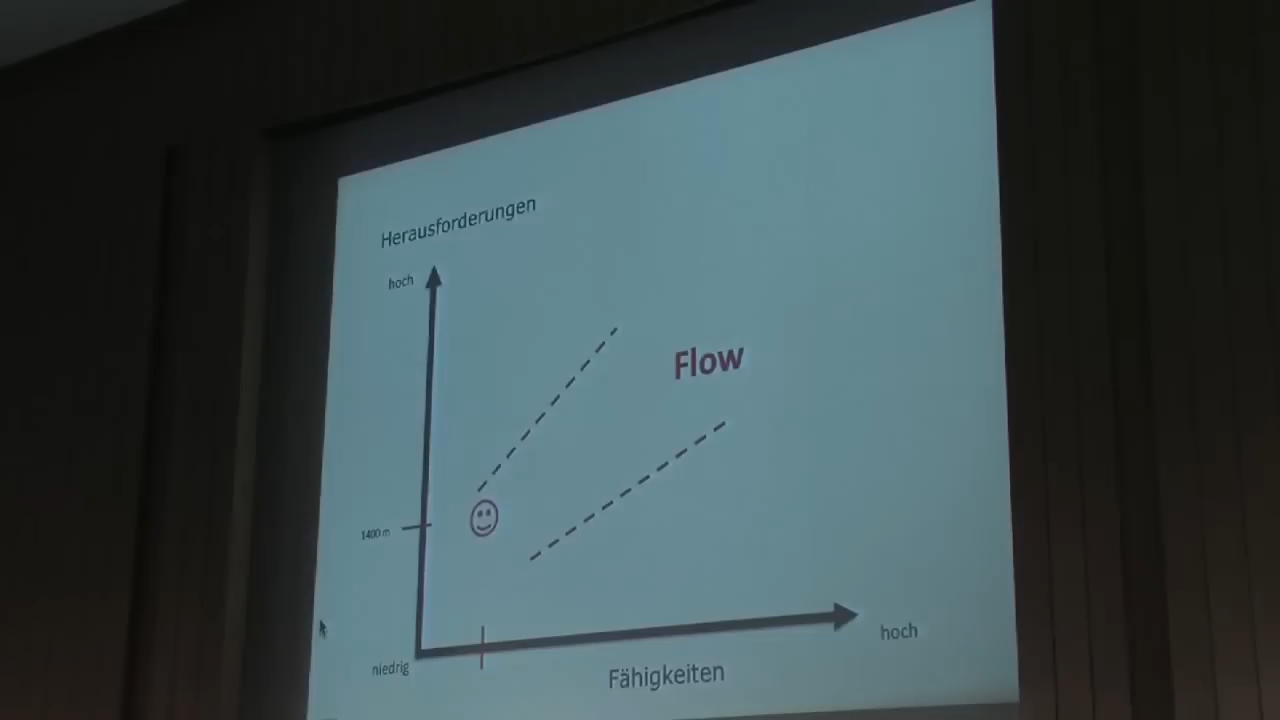 Herausforderungen
hoch
Flow
1400 m
niedrig
hoch
Fähigkeiten